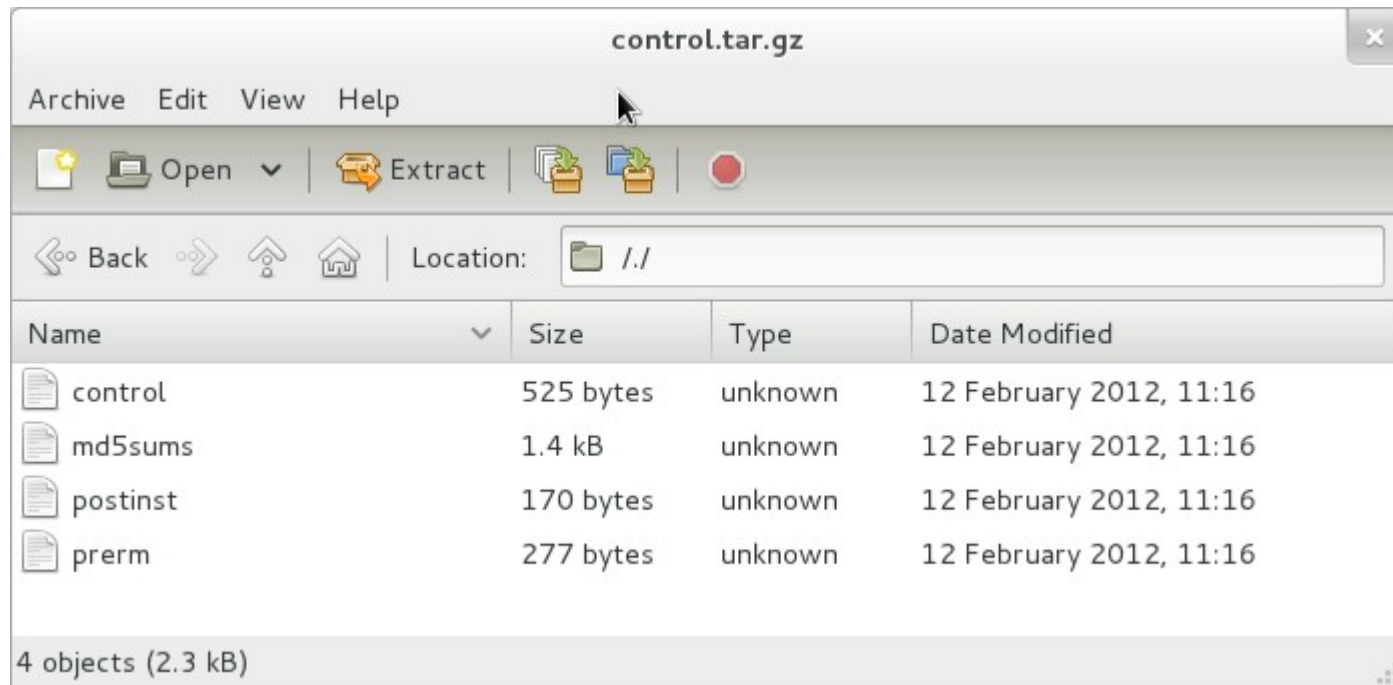 control.tar.gz
Archive Edit View Help
Open Extract
Back Location: /./
Name Size Type Date Modified
control 525 bytes unknown 12 February 2012, 11:16
md5sums 1.4 kB unknown 12 February 2012, 11:16
postinst 170 bytes unknown 12 February 2012, 11:16
prerm 277 bytes unknown 12 February 2012, 11:16
4 objects (2.3 kB)